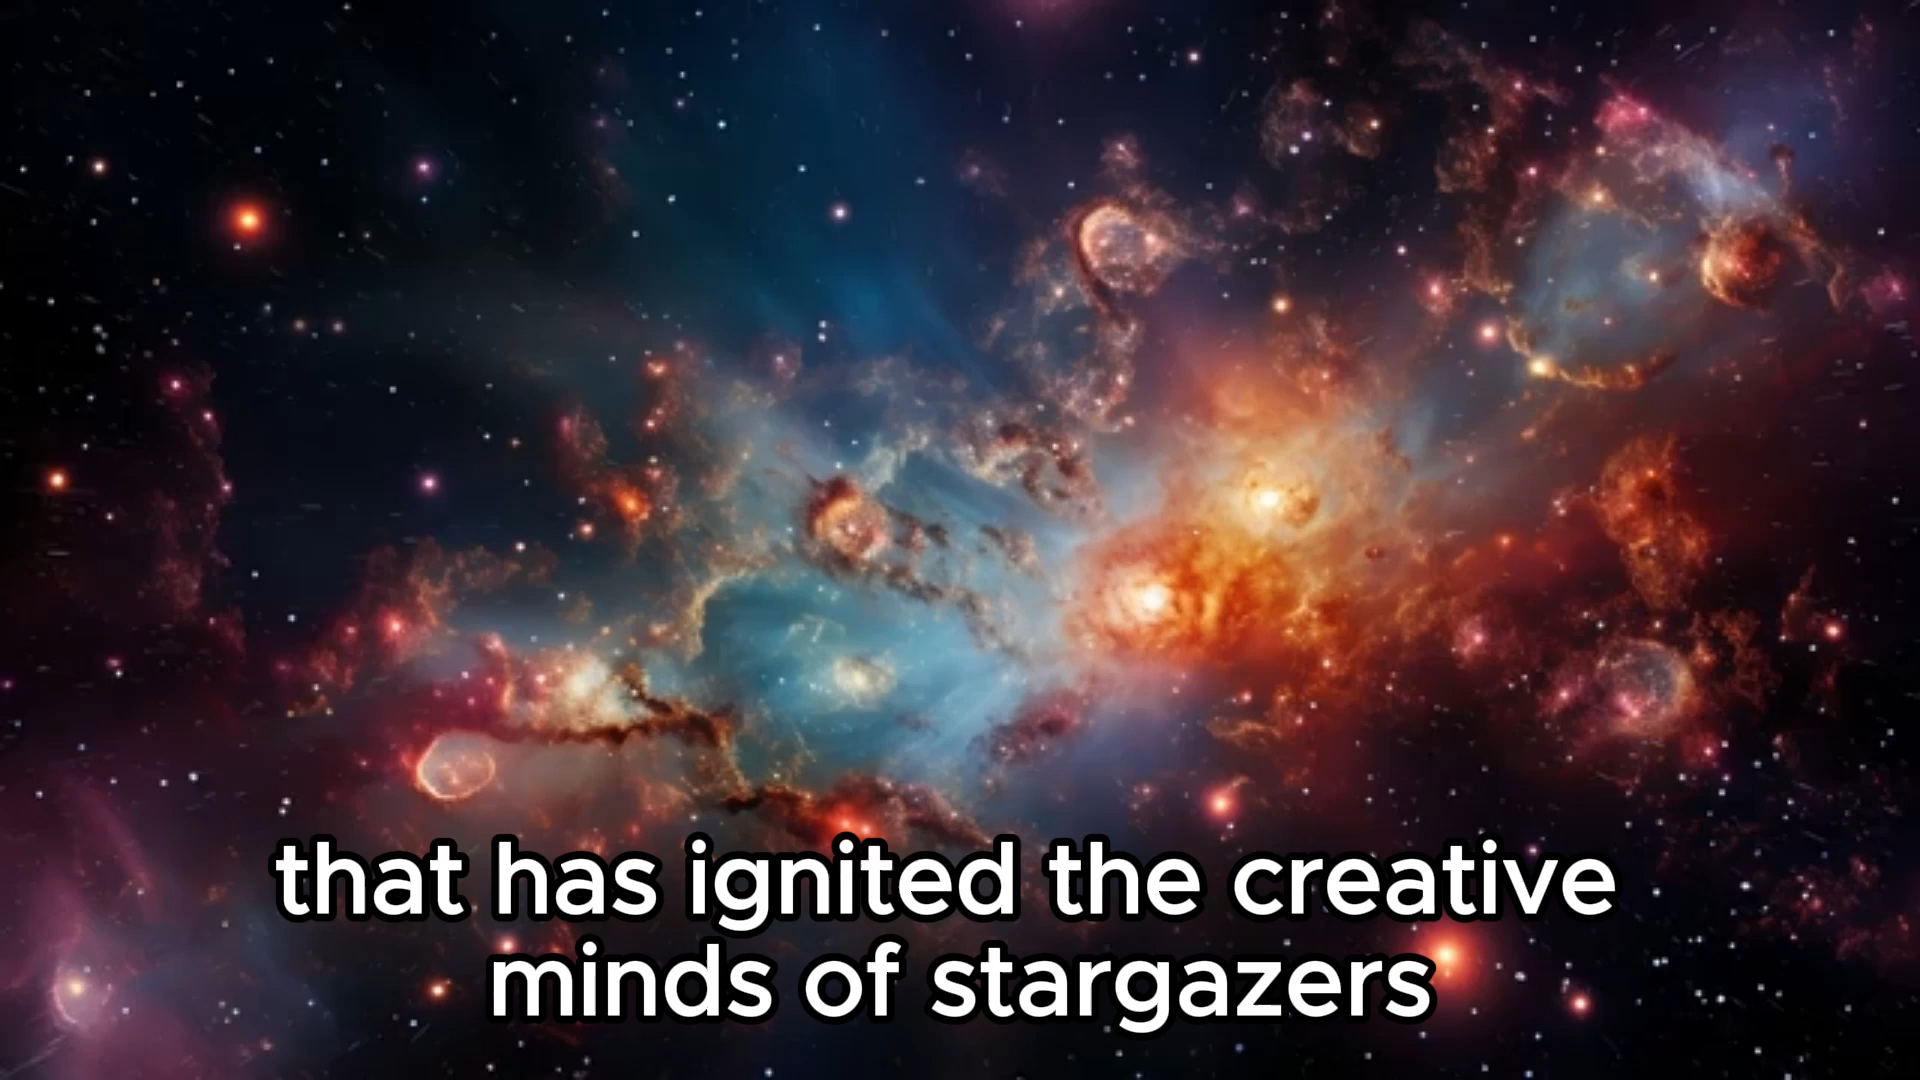 that has ignited the creative
minds of stargazers